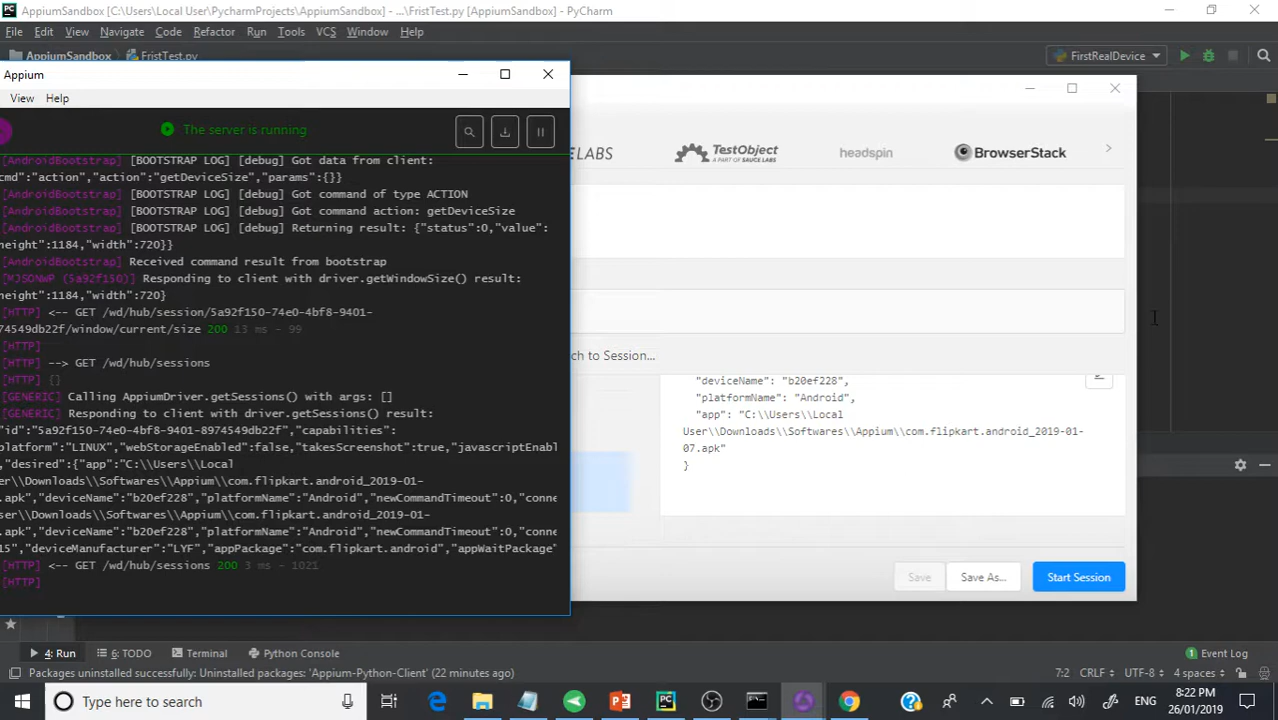 AppiumSandbox [C:\Users\Local User\PycharmProjects\AppiumSandbox] - ...\FristTest.py [AppiumSandbox] - PyCharm
File Edit View Navigate Code Refactor Run Tools VCS Window Help
AppiumSandbox FristTest.py FirstRealDevice
Appium
View Help
The server is running
[AndroidBootstrap] [BOOTSTRAP LOG] [debug] Got data from client:
cmd":"action","action":"getDeviceSize","params":{}}
[AndroidBootstrap] [BOOTSTRAP LOG] [debug] Got command of type ACTION
[AndroidBootstrap] [BOOTSTRAP LOG] [debug] Got command action: getDeviceSize
[AndroidBootstrap] [BOOTSTRAP LOG] [debug] Returning result: {"status":0,"value":
height":1184,"width":720}}
[AndroidBootstrap] Received command result from bootstrap
[MJSONWP (5a92f150)] Responding to client with driver.getWindowSize() result:
height":1184,"width":720}
[HTTP] <-- GET /wd/hub/session/5a92f150-74e0-4bf8-9401-
974549db22f/window/current/size 200 13 ms - 99
[HTTP]
[HTTP] --> GET /wd/hub/sessions
[HTTP] {}
[GENERIC] Calling AppiumDriver.getSessions() with args: []
[GENERIC] Responding to client with driver.getSessions() result:
"id":"5a92f150-74e0-4bf8-9401-8974549db22f","capabilities":
platform":"LINUX","webStorageEnabled":false,"takesScreenshot":true,"javascriptEnabl
,"desired":{"app":"C:\\Users\\Local
ser\\Downloads\\Softwares\\Appium\\com.flipkart.android_2019-01-
.apk","deviceName":"b20ef228","platformName":"Android","newCommandTimeout":0,"conne
ser\\Downloads\\Softwares\\Appium\\com.flipkart.android_2019-01-
.apk","deviceName":"b20ef228","platformName":"Android","newCommandTimeout":0,"conne
15","deviceManufacturer":"LYF","appPackage":"com.flipkart.android","appWaitPackage"
[HTTP] <-- GET /wd/hub/sessions 200 3 ms - 1021
[HTTP]
ELABS TestObject headspin BrowserStack
A PART OF SAUCE LABS
ch to Session...
"deviceName": "b20ef228",
"platformName": "Android",
"app": "C:\\Users\\Local
User\\Downloads\\Softwares\\Appium\\com.flipkart.android_2019-01-
07.apk"
}
Save Save As... Start Session
4: Run 6: TODO Terminal Python Console 1 Event Log
Packages uninstalled successfully: Uninstalled packages: 'Appium-Python-Client' (22 minutes ago) 7:2 CRLF UTF-8 4 spaces
Type here to search ENG 8:22 PM
26/01/2019